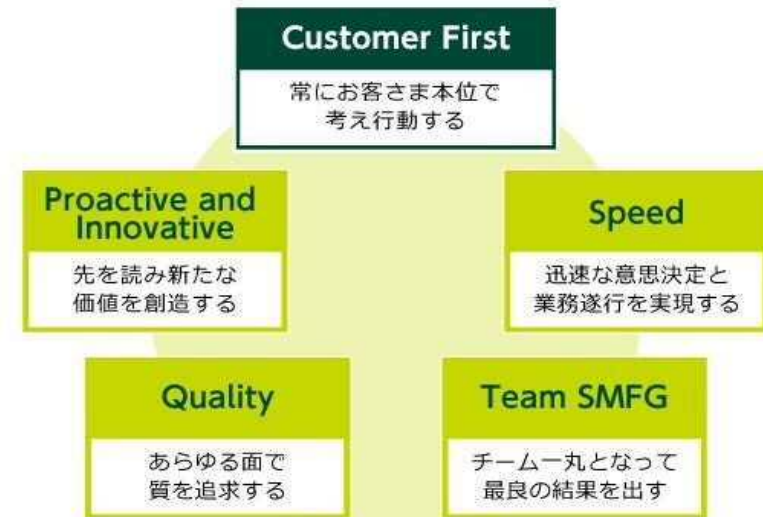 Customer First
常にお客さま本位で
考え行動する
Proactive and
Innovative
先を読み新たな
価値を創造する
Speed
迅速な意思決定と
業務遂行を実現する
Quality
あらゆる面で
質を追求する
Team SMFG
チーム一丸となって
最良の結果を出す